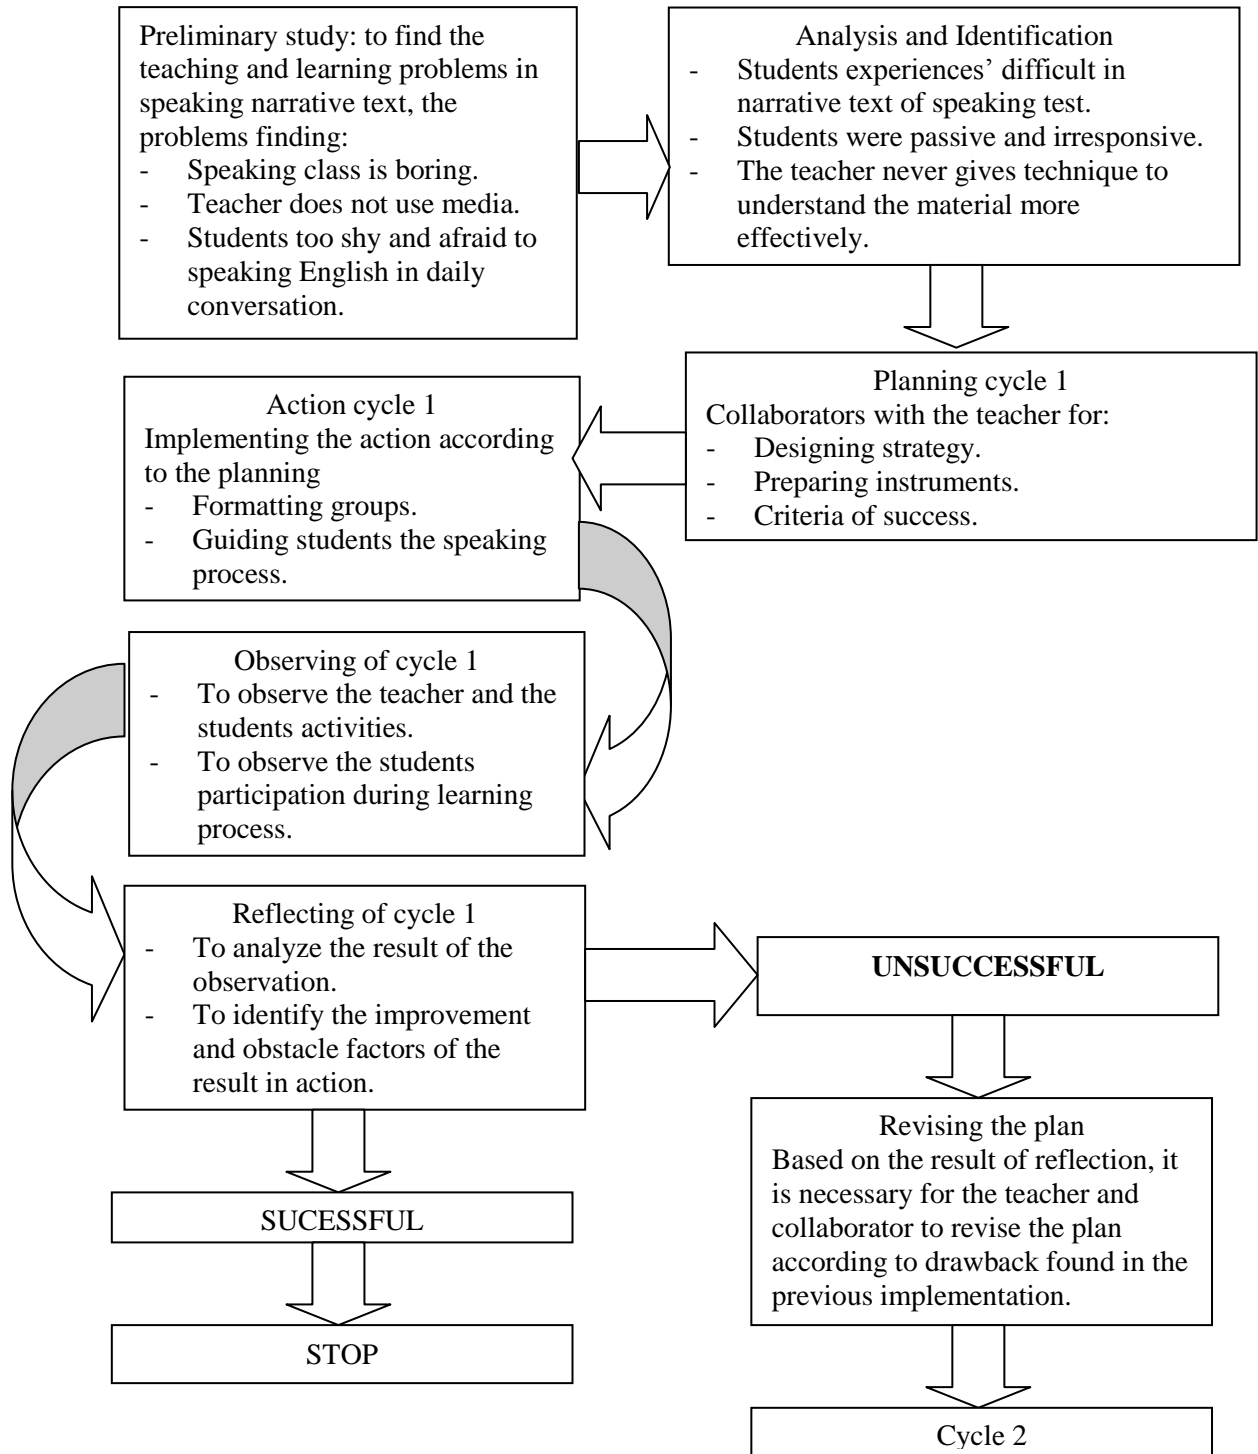 Preliminary study: to find the
teaching and learning problems in
speaking narrative text, the
problems finding:
- Speaking class is boring.
- Teacher does not use media.
- Students too shy and afraid to
speaking English in daily
conversation.
Analysis and Identification
- Students experiences’ difficult in
narrative text of speaking test.
- Students were passive and irresponsive.
- The teacher never gives technique to
understand the material more
effectively.
Planning cycle 1
Collaborators with the teacher for:
- Designing strategy.
- Preparing instruments.
- Criteria of success.
Action cycle 1
Implementing the action according
to the planning
- Formatting groups.
- Guiding students the speaking
process.
Observing of cycle 1
- To observe the teacher and the
students activities.
- To observe the students
participation during learning
process.
Reflecting of cycle 1
- To analyze the result of the
observation.
- To identify the improvement
and obstacle factors of the
result in action.
UNSUCCESSFUL
SUCESSFUL
STOP
Revising the plan
Based on the result of reflection, it
is necessary for the teacher and
collaborator to revise the plan
according to drawback found in the
previous implementation.
Cycle 2